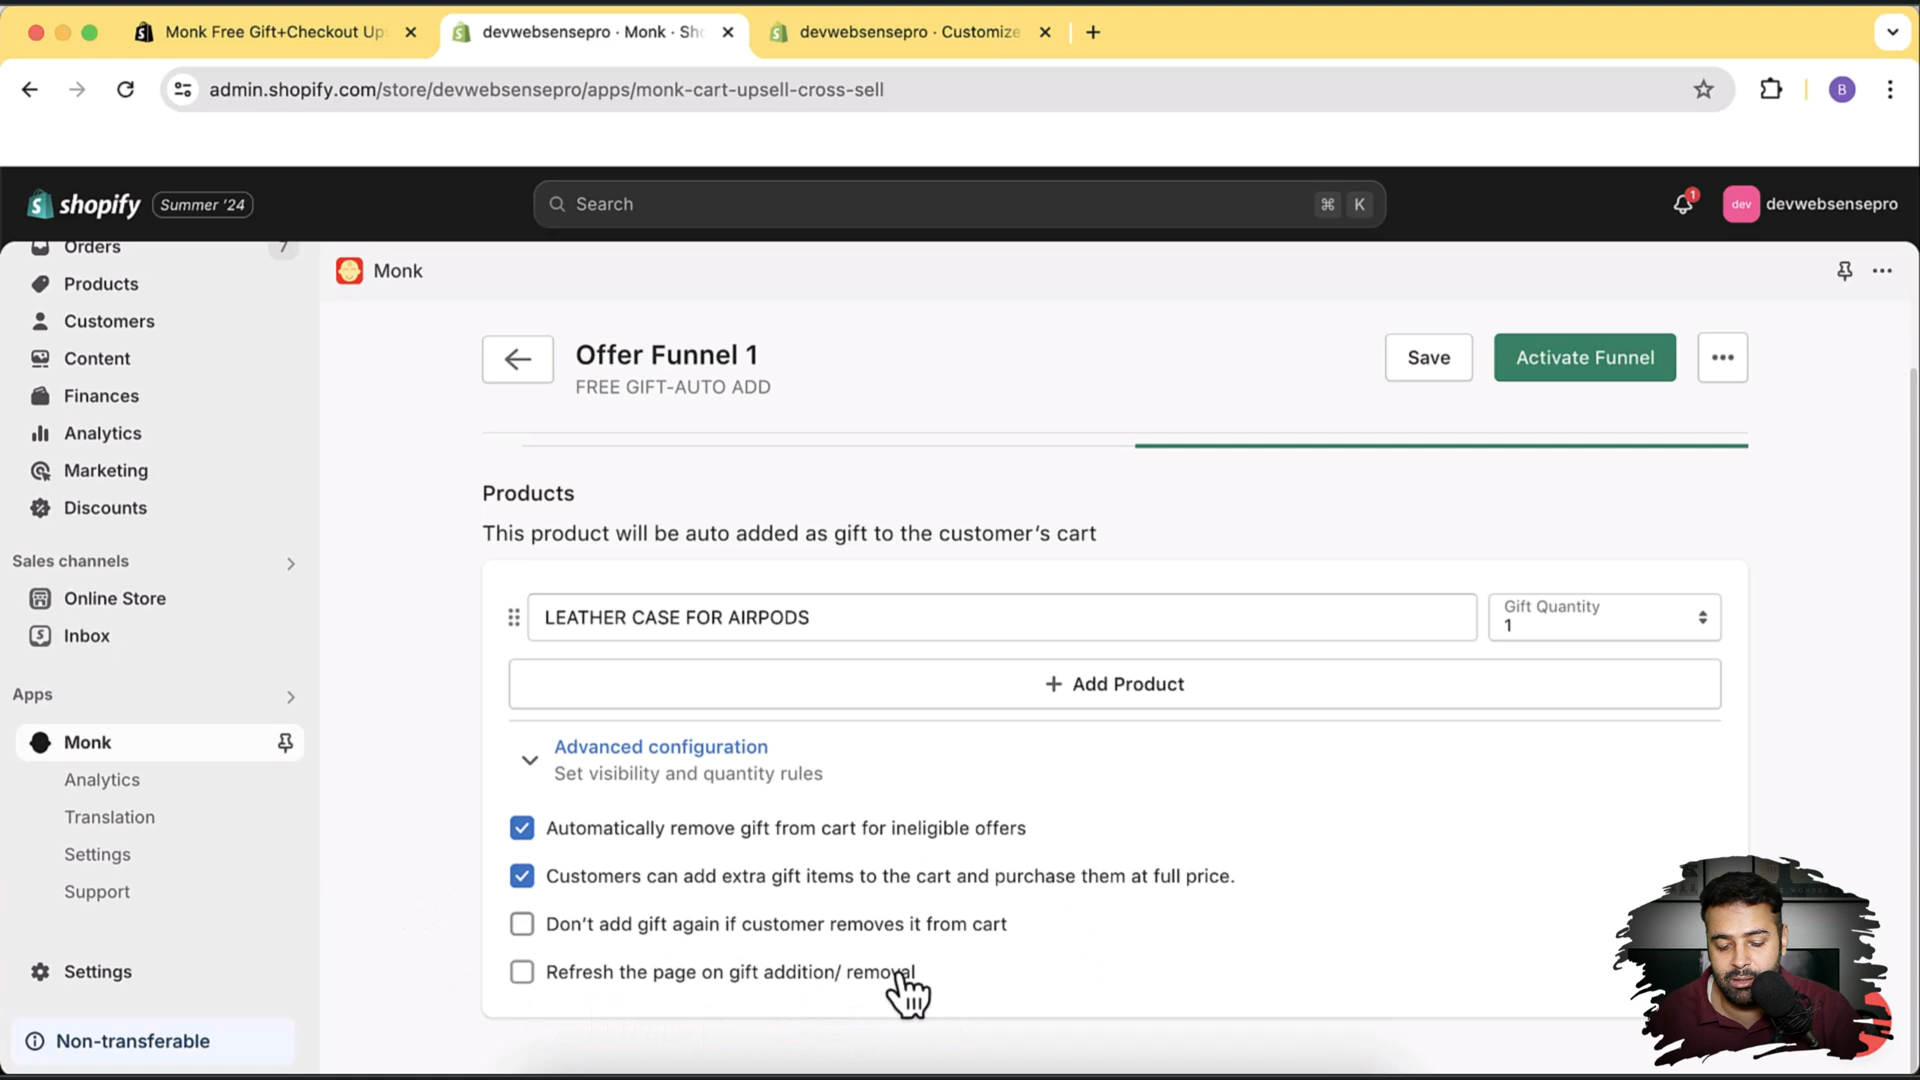 Monk Free Gift+Checkout Ups
devwebsensepro · Monk · Sho
devwebsensepro · Customize
admin.shopify.com/store/devwebsensepro/apps/monk-cart-upsell-cross-sell
B
shopify
Summer '24
Search
⌘ K
1
dev
devwebsensepro
Orders
7
Products
Customers
Content
Finances
Analytics
Marketing
Discounts
Sales channels
Online Store
Inbox
Apps
Monk
Analytics
Translation
Settings
Support
Settings
Non-transferable
Monk
Offer Funnel 1
FREE GIFT-AUTO ADD
Save
Activate Funnel
Products
This product will be auto added as gift to the customer's cart
LEATHER CASE FOR AIRPODS
Gift Quantity
1
+ Add Product
Advanced configuration
Set visibility and quantity rules
Automatically remove gift from cart for ineligible offers
Customers can add extra gift items to the cart and purchase them at full price.
Don't add gift again if customer removes it from cart
Refresh the page on gift addition/ removal